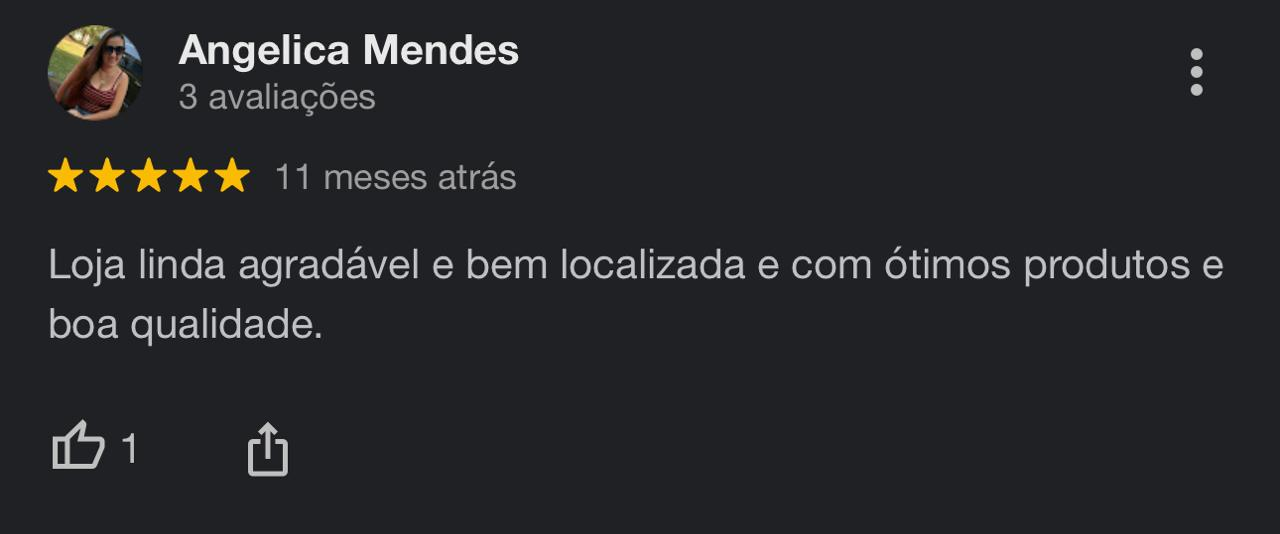 Angelica Mendes
3 avaliações
11 meses atrás
Loja linda agradável e bem localizada e com ótimos produtos e
boa qualidade.
1